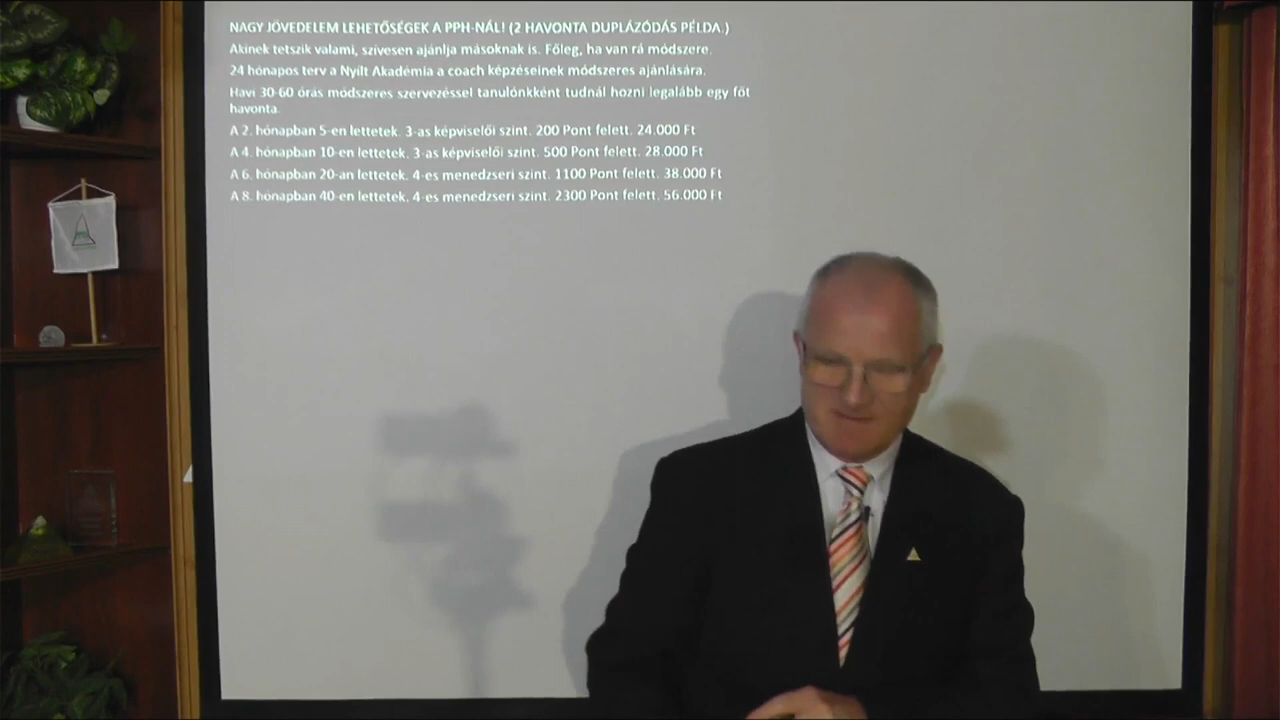 NAGY JÖVEDELEM LEHETŐSÉGEK A PPH-NÁL! (2 HAVONTA DUPLÁZÓDÁS PÉLDA.)
Akinek tetszik valami, szívesen ajánlja másoknak is. Főleg, ha van rá módszere.
24 hónapos terv a Nyílt Akadémia a coach képzéseinek módszeres ajánlására.
Havi 30-60 órás módszeres szervezéssel tanulónkként tudnál hozni legalább egy főt
havonta.
A 2. hónapban 5-en lettetek. 3-as képviselői szint. 200 Pont felett. 24.000 Ft
A 4. hónapban 10-en lettetek. 3-as képviselői szint. 500 Pont felett. 28.000 Ft
A 6. hónapban 20-an lettetek. 4-es menedzseri szint. 1100 Pont felett. 38.000 Ft
A 8. hónapban 40-en lettetek. 4-es menedzseri szint. 2300 Pont felett. 56.000 Ft